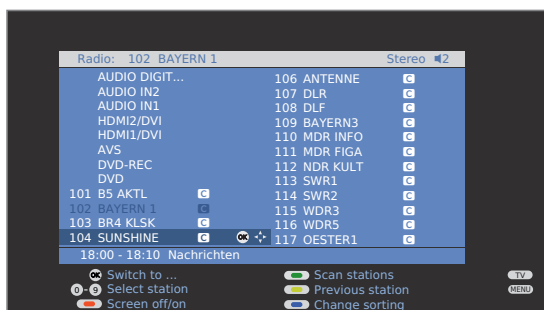 Radio: 102 BAYERN 1 Stereo 2
AUDIO DIGIT...
AUDIO IN2
AUDIO IN1
HDMI2/DVI
HDMI1/DVI
AVS
DVD-REC
DVD
101 B5 AKTL C
102 BAYERN 1 C
103 BR4 KLSK C
104 SUNSHINE C OK
106 ANTENNE C
107 DLR C
108 DLF C
109 BAYERN3 C
110 MDR INFO C
111 MDR FIGA C
112 NDR KULT C
113 SWR1 C
114 SWR2 C
115 WDR3 C
116 WDR5 C
117 OESTER1 C
18:00 - 18:10 Nachrichten
OK Switch to ...
0-9 Select station
Screen off/on
Scan stations
Previous station
Change sorting
TV
MENU